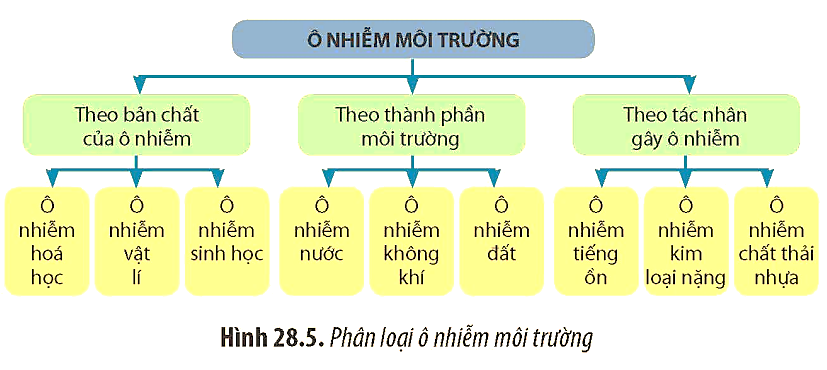 Ô NHIỄM MÔI TRƯỜNG
Theo bản chất
của ô nhiễm
Theo thành phần
môi trường
Theo tác nhân
gây ô nhiễm
Ô
nhiễm
hoá
học
Ô
nhiễm
vật
lí
Ô
nhiễm
sinh học
Ô
nhiễm
nước
Ô
nhiễm
không
khí
Ô
nhiễm
đất
Ô
nhiễm
tiếng
ồn
Ô
nhiễm
kim
loại nặng
Ô
nhiễm
chất thải
nhựa
Hình 28.5. Phân loại ô nhiễm môi trường